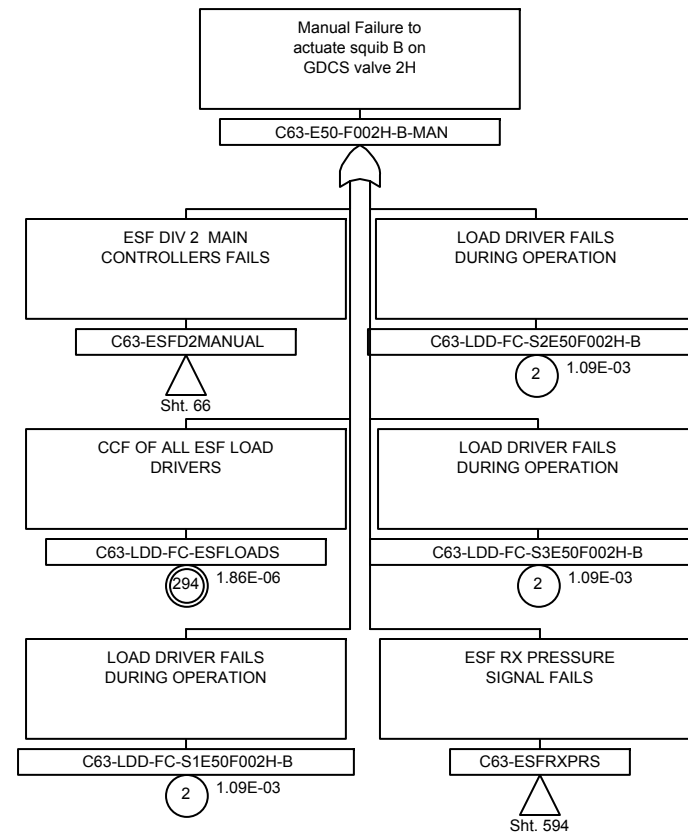 Manual Failure to
actuate squib B on
GDCS valve 2H
C63-E50-F002H-B-MAN
ESF DIV 2 MAIN
CONTROLLERS FAILS
C63-ESFD2MANUAL
Sht. 66
LOAD DRIVER FAILS
DURING OPERATION
C63-LDD-FC-S2E50F002H-B
2 1.09E-03
CCF OF ALL ESF LOAD
DRIVERS
C63-LDD-FC-ESFLOADS
294 1.86E-06
LOAD DRIVER FAILS
DURING OPERATION
C63-LDD-FC-S3E50F002H-B
2 1.09E-03
LOAD DRIVER FAILS
DURING OPERATION
C63-LDD-FC-S1E50F002H-B
2 1.09E-03
ESF RX PRESSURE
SIGNAL FAILS
C63-ESFRXPRS
Sht. 594